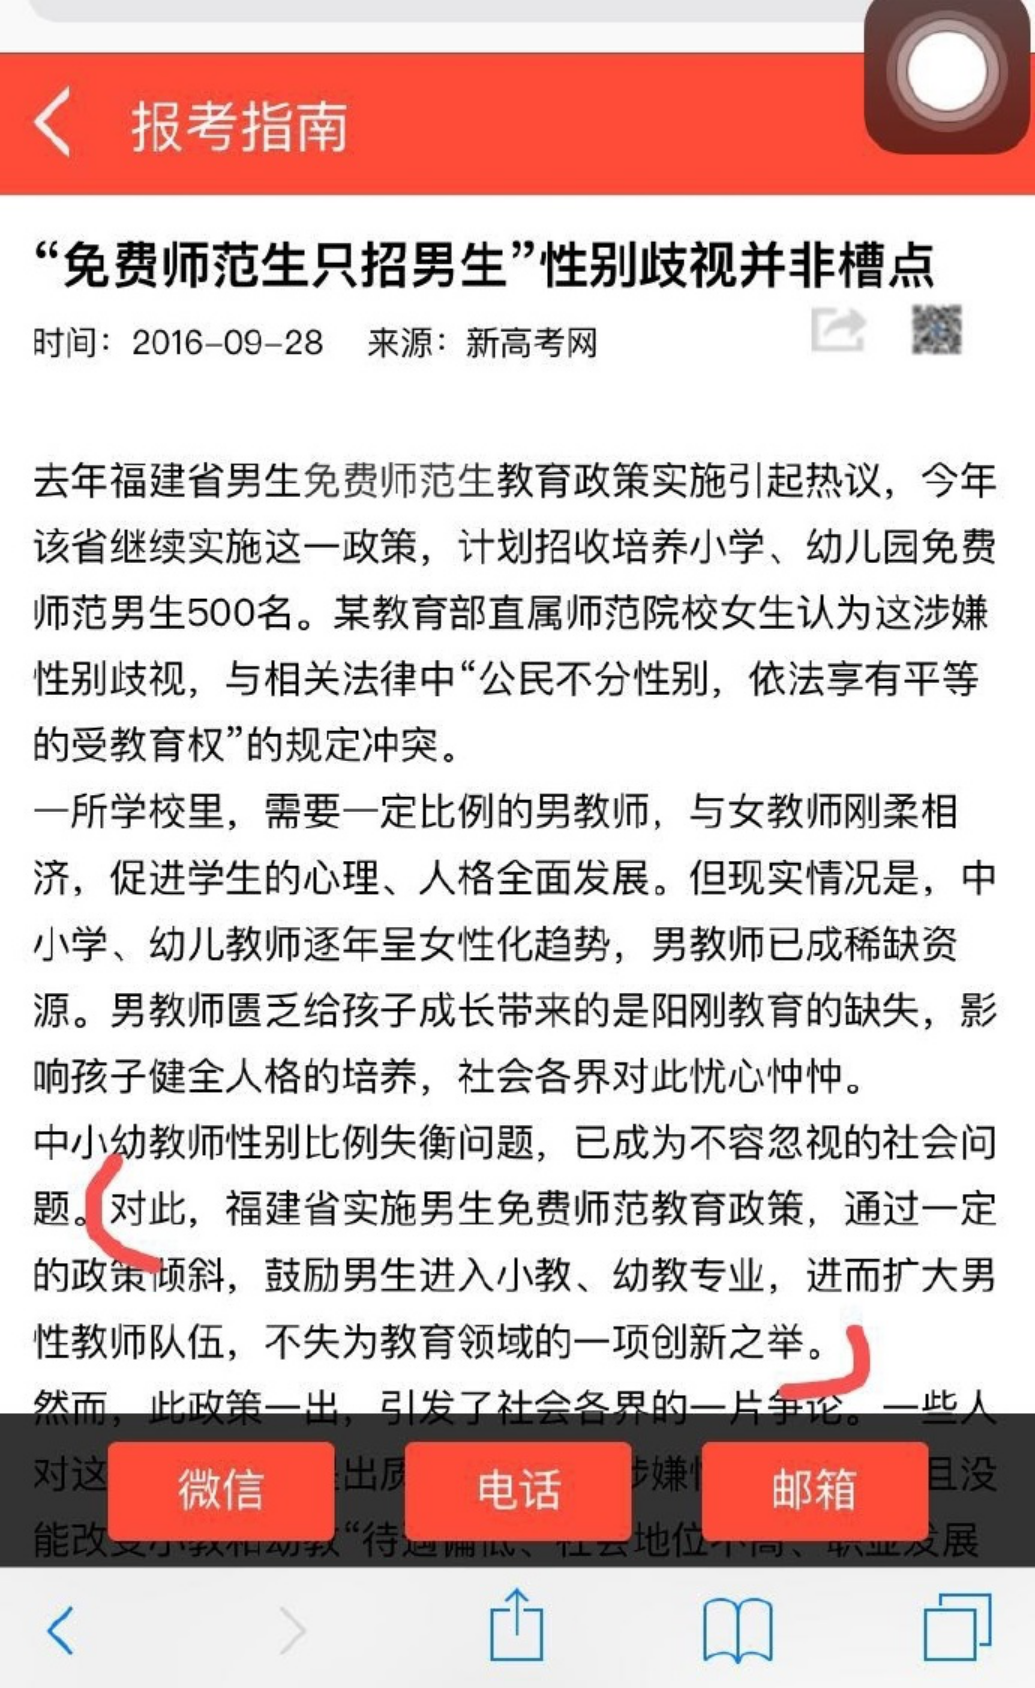 报考指南
“免费师范生只招男生”性别歧视并非槽点
时间：2016-09-28 来源：新高考网
去年福建省男生免费师范生教育政策实施引起热议，今年
该省继续实施这一政策，计划招收培养小学、幼儿园免费
师范男生500名。某教育部直属师范院校女生认为这涉嫌
性别歧视，与相关法律中“公民不分性别，依法享有平等
的受教育权”的规定冲突。
一所学校里，需要一定比例的男教师，与女教师刚柔相
济，促进学生的心理、人格全面发展。但现实情况是，中
小学、幼儿教师逐年呈女性化趋势，男教师已成稀缺资
源。男教师匮乏给孩子成长带来的是阳刚教育的缺失，影
响孩子健全人格的培养，社会各界对此忧心忡忡。
中小幼教师性别比例失衡问题，已成为不容忽视的社会问
题。对此，福建省实施男生免费师范教育政策，通过一定
的政策倾斜，鼓励男生进入小教、幼教专业，进而扩大男
性教师队伍，不失为教育领域的一项创新之举。
然而，此政策一出，引发了社会各界的一片争论。一些人
对这 出质 涉嫌 且没
能改变小教和幼教“待遇偏低、社会地位不高、职业发展
微信 电话 邮箱